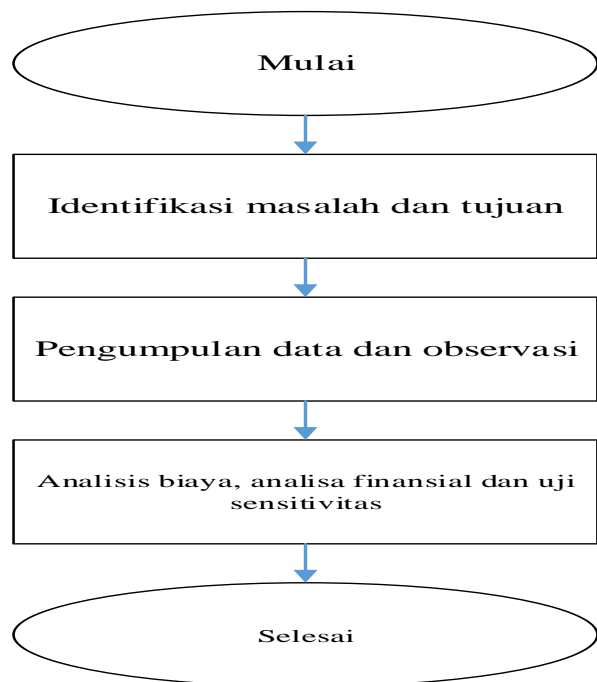 Mulai
Identifikasi masalah dan tujuan
Pengumpulan data dan observasi
Analisis biaya, analisa finansial dan uji
sensitivitas
Selesai